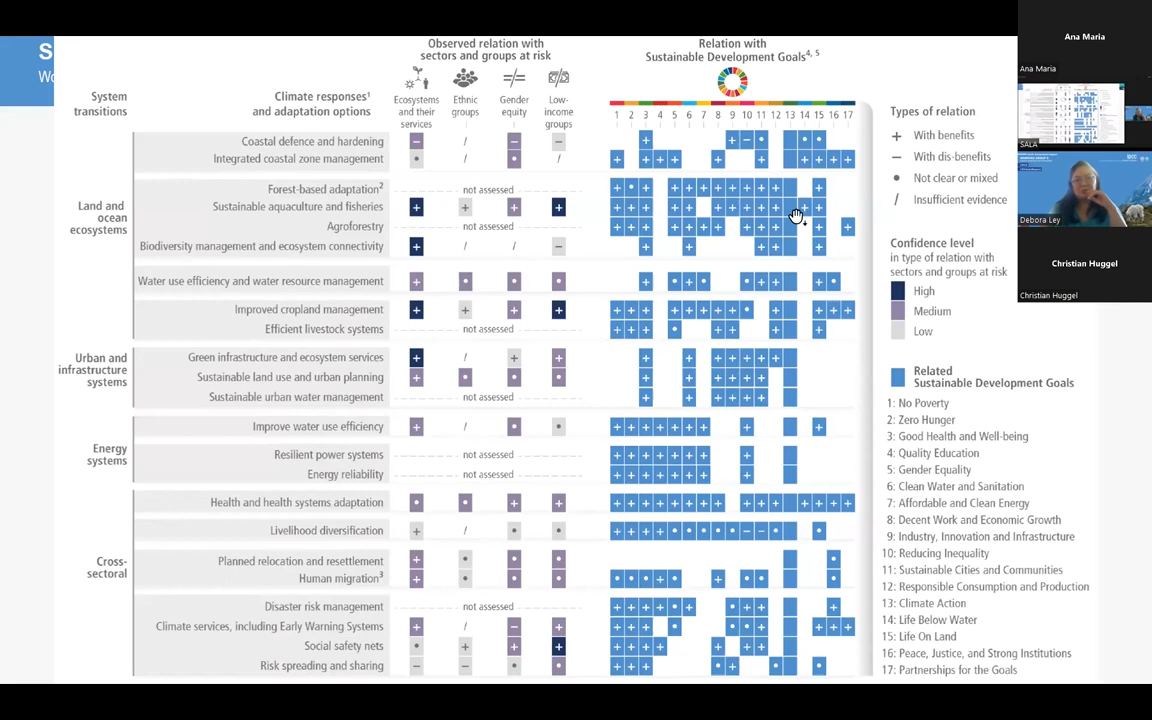 S
Wo
Observed relation with
sectors and groups at risk
Relation with
Sustainable Development Goals4, 5
System
transitions
Climate responses1
and adaptation options
Ecosystems
and their
services
Ethnic
groups
Gender
equity
Low-
income
groups
1 2 3 4 5 6 7 8 9 10 11 12 13 14 15 16 17
Land and
ocean
ecosystems
Coastal defence and hardening
Integrated coastal zone management
Forest-based adaptation2 not assessed
Sustainable aquaculture and fisheries
Agroforestry not assessed
Biodiversity management and ecosystem connectivity
Water use efficiency and water resource management
Improved cropland management
Efficient livestock systems not assessed
Urban and
infrastructure
systems
Green infrastructure and ecosystem services
Sustainable land use and urban planning
Sustainable urban water management not assessed
Energy
systems
Improve water use efficiency
Resilient power systems not assessed
Energy reliability not assessed
Cross-
sectoral
Health and health systems adaptation
Livelihood diversification
Planned relocation and resettlement
Human migration3
Disaster risk management not assessed
Climate services, including Early Warning Systems
Social safety nets
Risk spreading and sharing
Types of relation
+ With benefits
− With dis-benefits
• Not clear or mixed
/ Insufficient evidence
Confidence level
in type of relation with
sectors and groups at risk
High
Medium
Low
Related
Sustainable Development Goals
1: No Poverty
2: Zero Hunger
3: Good Health and Well-being
4: Quality Education
5: Gender Equality
6: Clean Water and Sanitation
7: Affordable and Clean Energy
8: Decent Work and Economic Growth
9: Industry, Innovation and Infrastructure
10: Reducing Inequality
11: Sustainable Cities and Communities
12: Responsible Consumption and Production
13: Climate Action
14: Life Below Water
15: Life On Land
16: Peace, Justice, and Strong Institutions
17: Partnerships for the Goals
Ana Maria
Ana Maria
SALA
Debora Ley
Christian Huggel
Christian Huggel